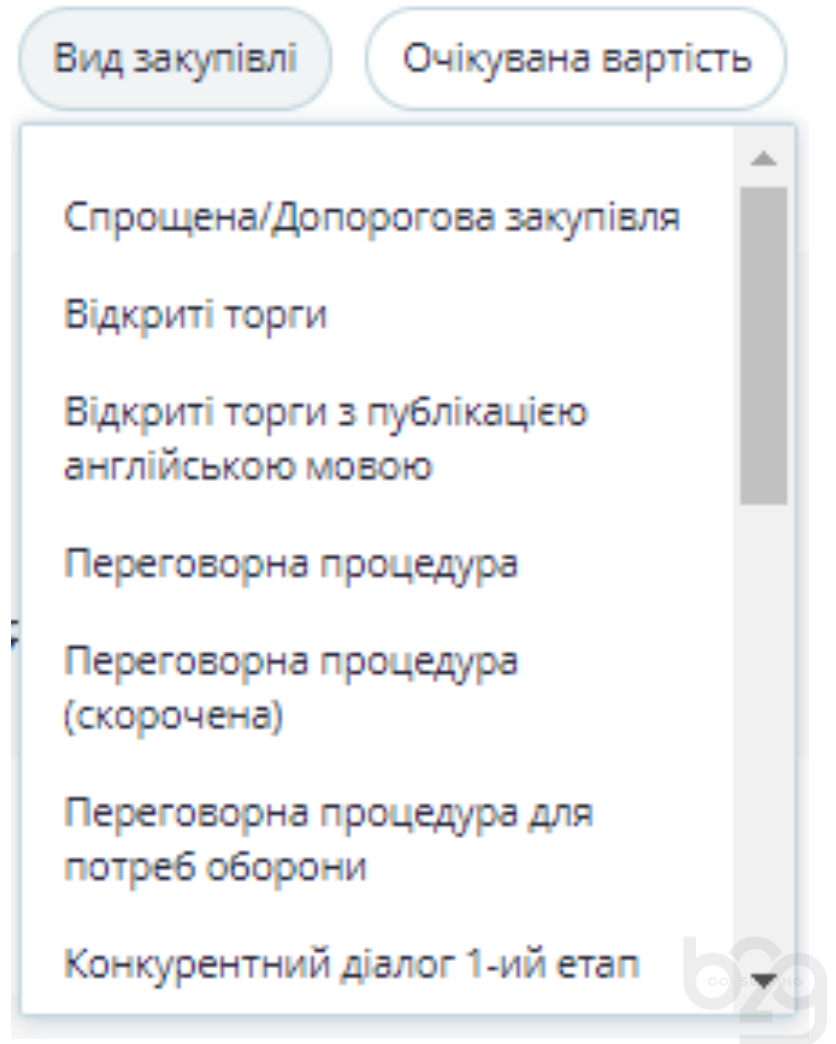 Вид закупівлі
Очікувана вартість
Спрощена/Допорогова закупівля
Відкриті торги
Відкриті торги з публікацією
англійською мовою
Переговорна процедура
Переговорна процедура
(скорочена)
Переговорна процедура для
потреб оборони
Конкурентний діалог 1-ий етап
b2g